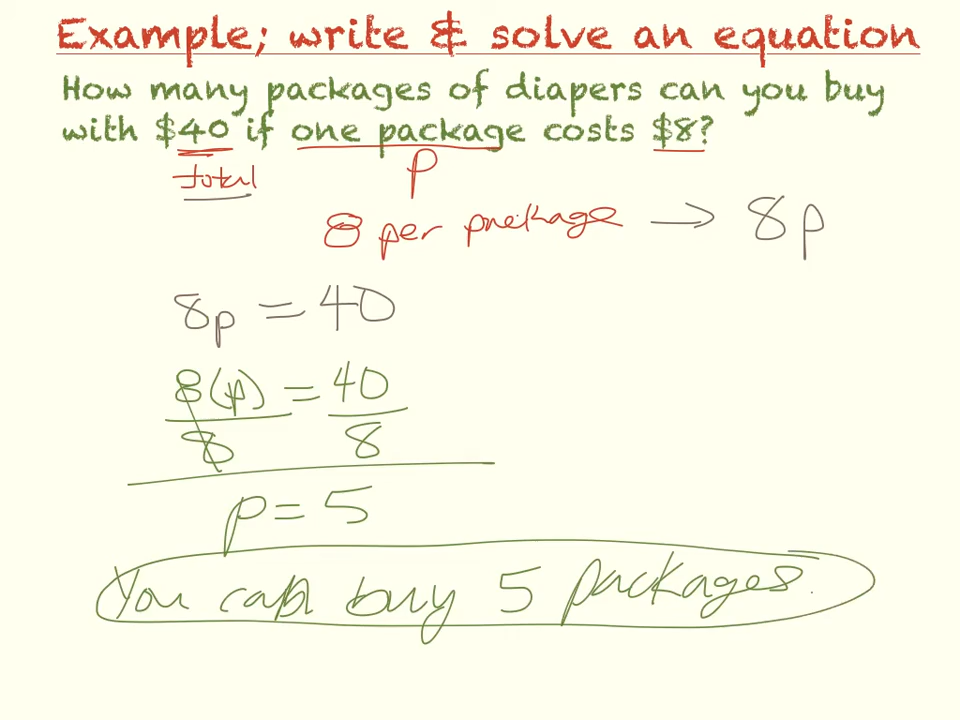 Example; write & solve an equation
How many packages of diapers can you buy
with $40 if one package costs $8?
total
p
8 per package → 8p
8p = 40
8(p) = 40
8 8
p = 5
You can buy 5 packages.